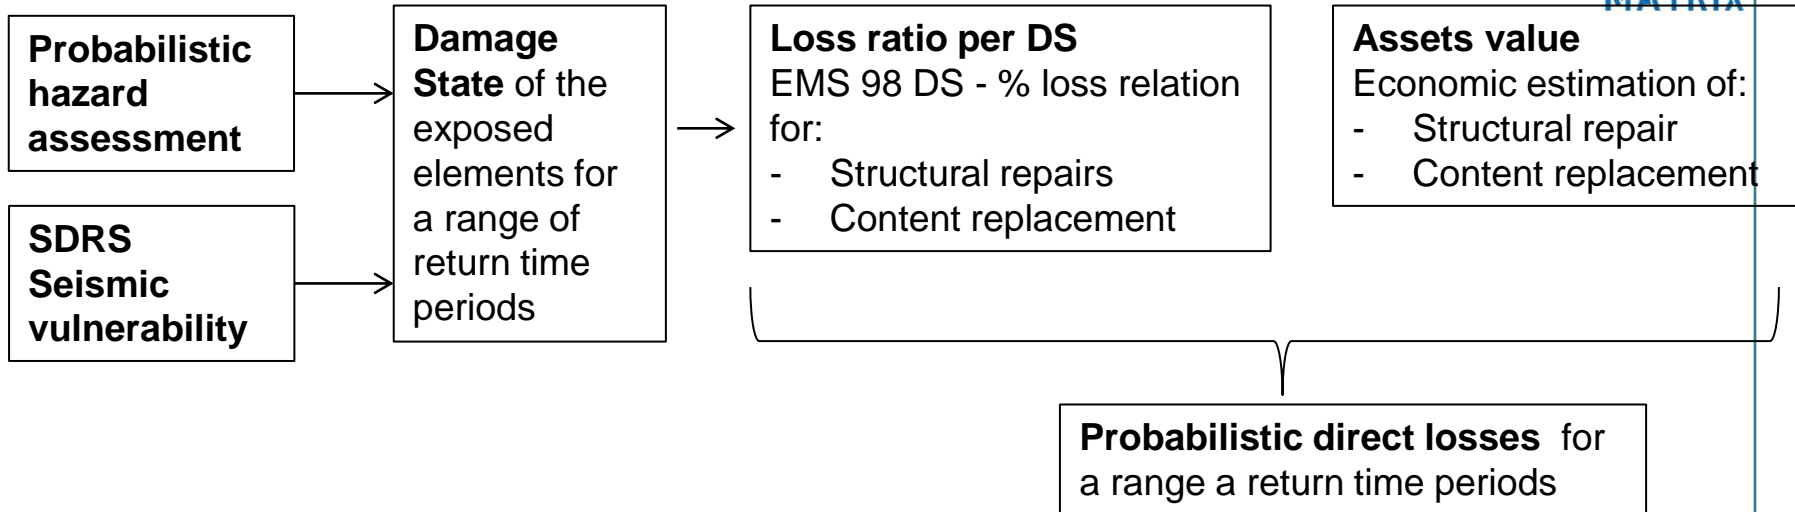 MATRIX
Probabilistic
hazard
assessment
SDRS
Seismic
vulnerability
Damage
State of the
exposed
elements for
a range of
return time
periods
Loss ratio per DS
EMS 98 DS - % loss relation
for:
- Structural repairs
- Content replacement
Assets value
Economic estimation of:
- Structural repair
- Content replacement
Probabilistic direct losses for
a range a return time periods